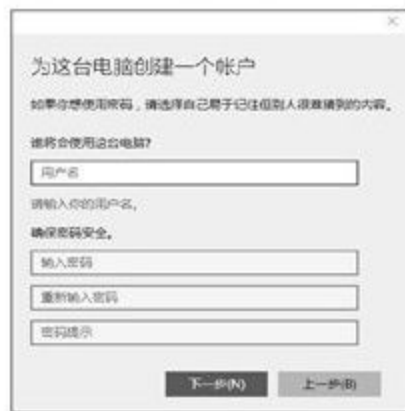 为这台电脑创建一个帐户
如果你想使用密码，请选择自己易于记住但别人很难猜到的内容。
谁将会使用这台电脑?
用户名
请输入你的用户名。
确保密码安全。
输入密码
重新输入密码
密码提示
下一步(N)
上一步(B)